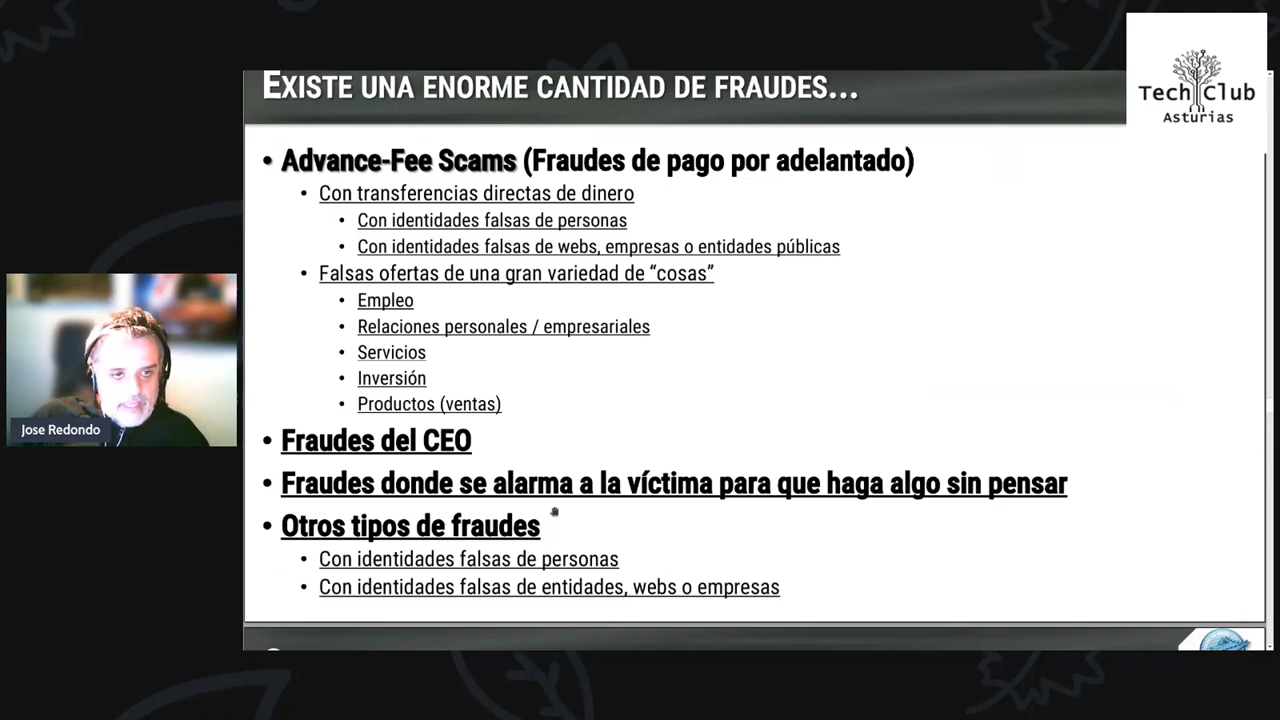 EXISTE UNA ENORME CANTIDAD DE FRAUDES...
Tech Club
Asturias
• Advance-Fee Scams (Fraudes de pago por adelantado)
• Con transferencias directas de dinero
• Con identidades falsas de personas
• Con identidades falsas de webs, empresas o entidades públicas
• Falsas ofertas de una gran variedad de “cosas”
• Empleo
• Relaciones personales / empresariales
• Servicios
• Inversión
• Productos (ventas)
• Fraudes del CEO
• Fraudes donde se alarma a la víctima para que haga algo sin pensar
• Otros tipos de fraudes
• Con identidades falsas de personas
• Con identidades falsas de entidades, webs o empresas
Jose Redondo